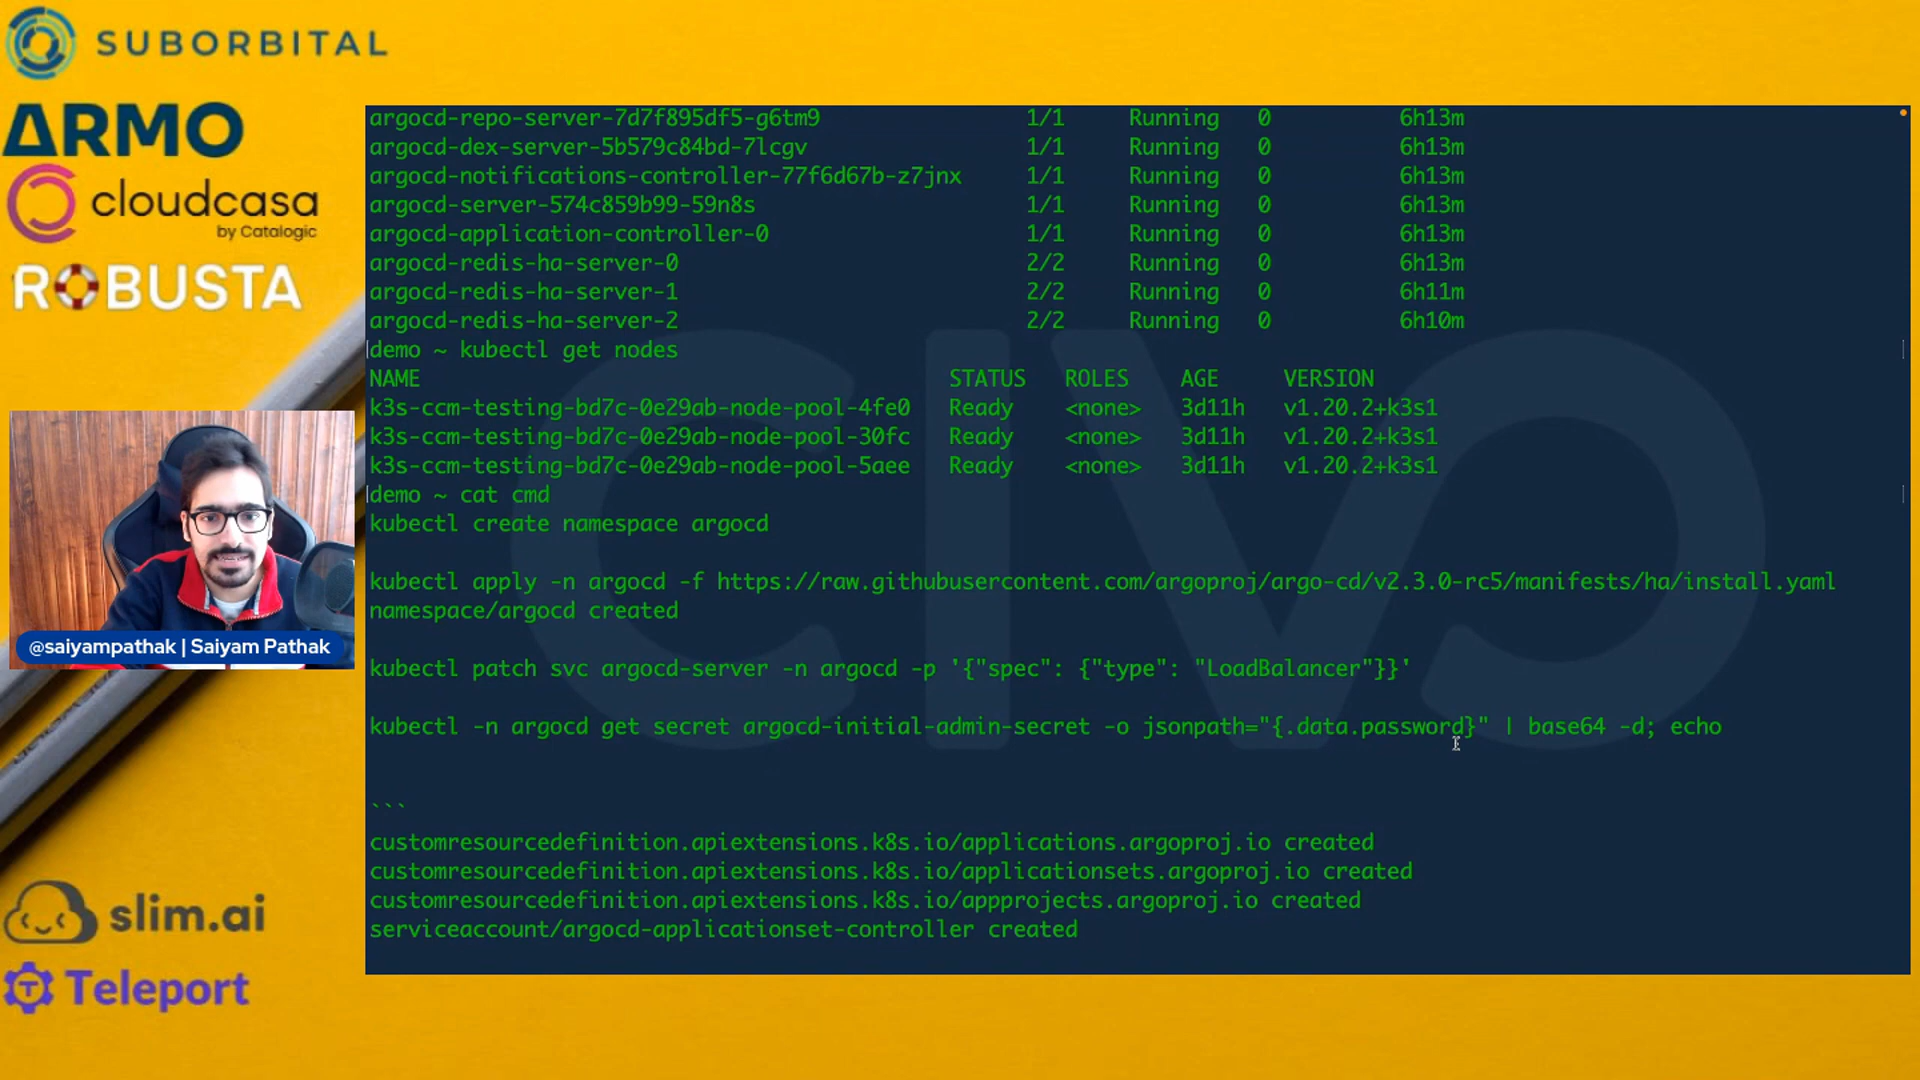 SUBORBITAL
ARMO
cloudcasa
by Catalogic
ROBUSTA
@saiyampathak | Saiyam Pathak
slim.ai
Teleport
argocd-repo-server-7d7f895df5-g6tm9 1/1 Running 0 6h13m
argocd-dex-server-5b579c84bd-7lcgv 1/1 Running 0 6h13m
argocd-notifications-controller-77f6d67b-z7jnx 1/1 Running 0 6h13m
argocd-server-574c859b99-59n8s 1/1 Running 0 6h13m
argocd-application-controller-0 1/1 Running 0 6h13m
argocd-redis-ha-server-0 2/2 Running 0 6h13m
argocd-redis-ha-server-1 2/2 Running 0 6h11m
argocd-redis-ha-server-2 2/2 Running 0 6h10m
demo ~ kubectl get nodes
NAME STATUS ROLES AGE VERSION
k3s-ccm-testing-bd7c-0e29ab-node-pool-4fe0 Ready <none> 3d11h v1.20.2+k3s1
k3s-ccm-testing-bd7c-0e29ab-node-pool-30fc Ready <none> 3d11h v1.20.2+k3s1
k3s-ccm-testing-bd7c-0e29ab-node-pool-5aee Ready <none> 3d11h v1.20.2+k3s1
demo ~ cat cmd
kubectl create namespace argocd
kubectl apply -n argocd -f https://raw.githubusercontent.com/argoproj/argo-cd/v2.3.0-rc5/manifests/ha/install.yaml
namespace/argocd created
kubectl patch svc argocd-server -n argocd -p '{"spec": {"type": "LoadBalancer"}}'
kubectl -n argocd get secret argocd-initial-admin-secret -o jsonpath="{.data.password}" | base64 -d; echo
```
customresourcedefinition.apiextensions.k8s.io/applications.argoproj.io created
customresourcedefinition.apiextensions.k8s.io/applicationsets.argoproj.io created
customresourcedefinition.apiextensions.k8s.io/appprojects.argoproj.io created
serviceaccount/argocd-applicationset-controller created
CIVO